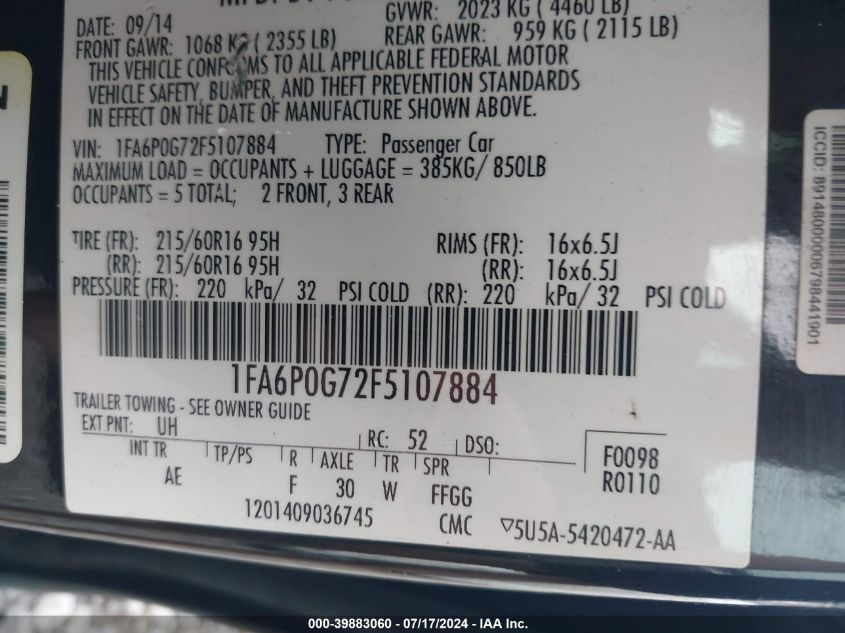 GVWR: 2023 KG ( 4460 LB)
DATE: 09/14
FRONT GAWR: 1068 KG ( 2355 LB) REAR GAWR: 959 KG ( 2115 LB)
THIS VEHICLE CONFORMS TO ALL APPLICABLE FEDERAL MOTOR
VEHICLE SAFETY, BUMPER, AND THEFT PREVENTION STANDARDS
IN EFFECT ON THE DATE OF MANUFACTURE SHOWN ABOVE.
VIN: 1FA6P0G72F5107884 TYPE: Passenger Car
MAXIMUM LOAD = OCCUPANTS + LUGGAGE = 385KG/ 850LB
OCCUPANTS = 5 TOTAL; 2 FRONT, 3 REAR
TIRE (FR): 215/60R16 95H RIMS (FR): 16x6.5J
(RR): 215/60R16 95H (RR): 16x6.5J
PRESSURE (FR): 220 kPa/ 32 PSI COLD (RR): 220 kPa/ 32 PSI COLD
1FA6P0G72F5107884
TRAILER TOWING - SEE OWNER GUIDE
EXT PNT: UH RC: 52 DSO:
INT TR TP/PS R AXLE TR SPR F0098
AE F 30 W FFGG R0110
1201409036745 CMC ▽5U5A-5420472-AA
ICCID: 891480000006798441901
000-39883060 - 07/17/2024 - IAA Inc.